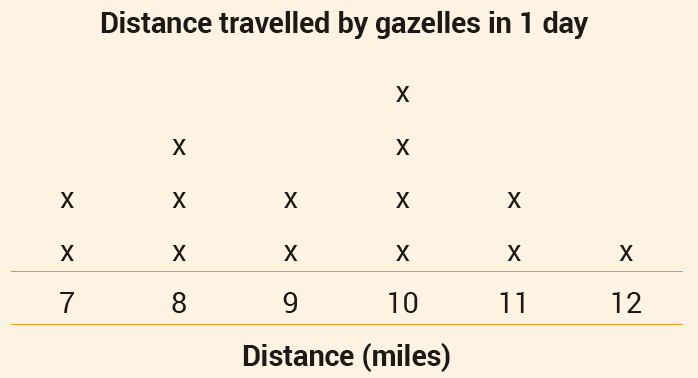 Distance travelled by gazelles in 1 day
x
x x
x x x x x
x x x x x x
7 8 9 10 11 12
Distance (miles)